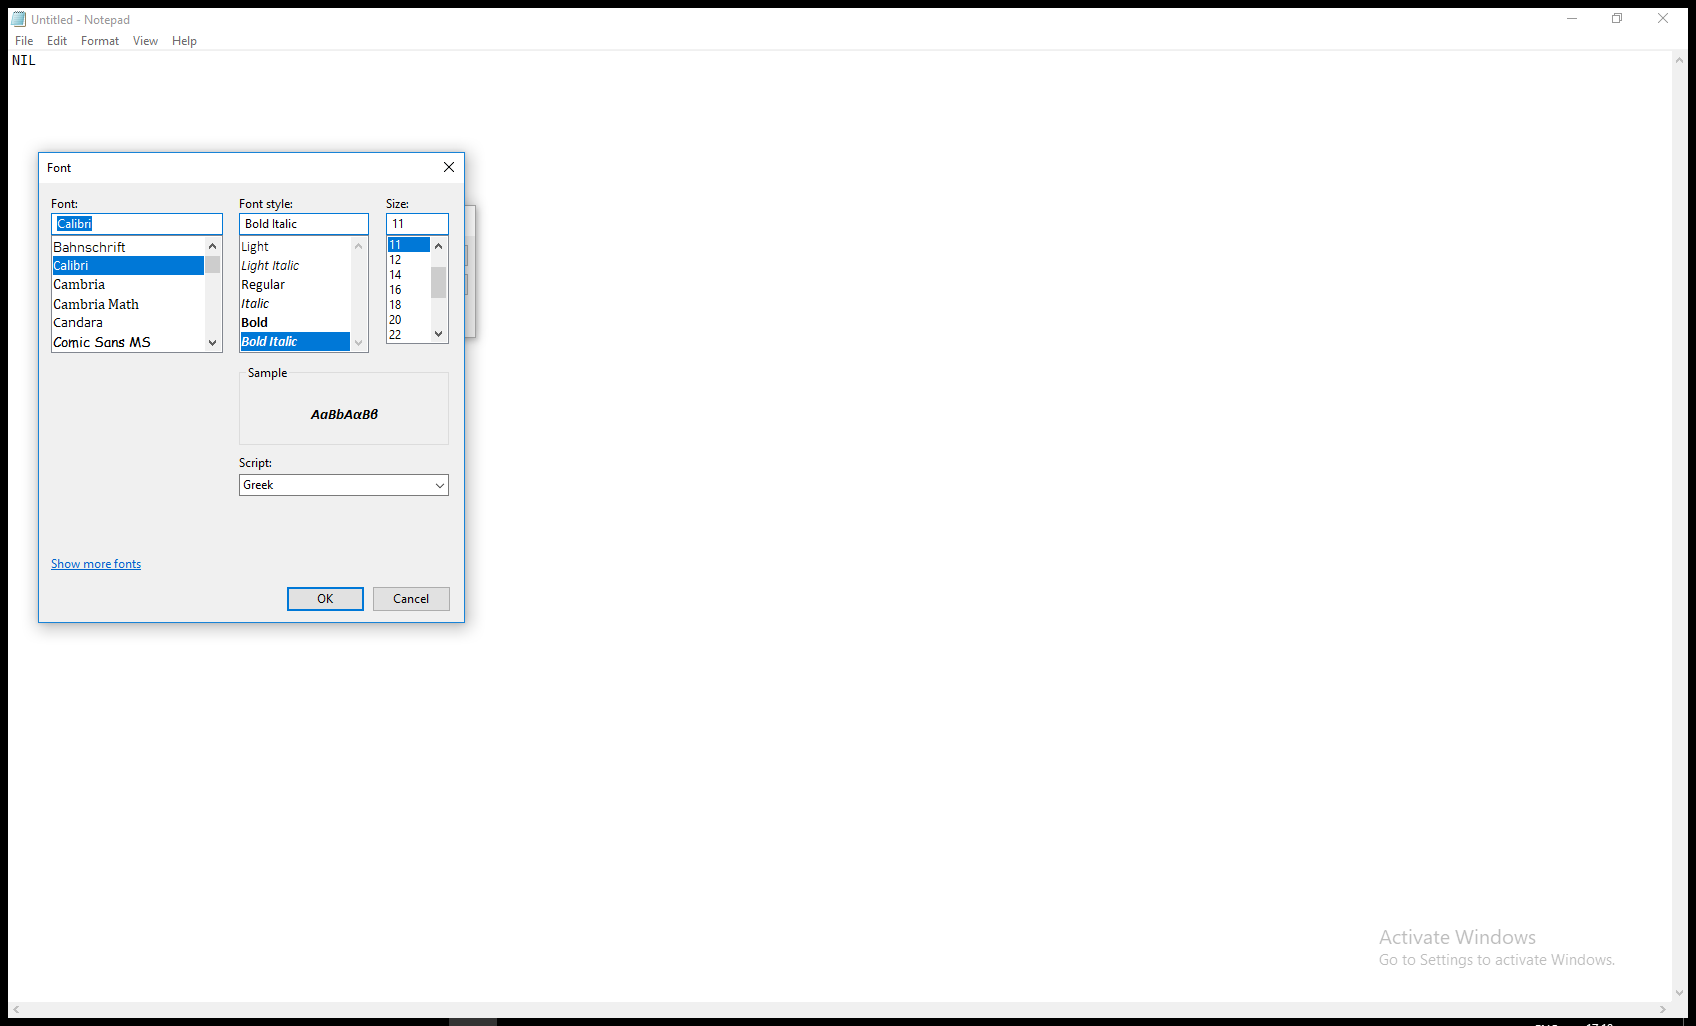 Untitled - Notepad
File Edit Format View Help
NIL
Font
Font: Font style: Size:
Calibri Bold Italic 11
Bahnschrift
Calibri
Cambria
Cambria Math
Candara
Comic Sans MS
Light
Light Italic
Regular
Italic
Bold
Bold Italic
11
12
14
16
18
20
22
Sample
AaBbΑαΒβ
Script:
Greek
Show more fonts
OK Cancel
Activate Windows
Go to Settings to activate Windows.